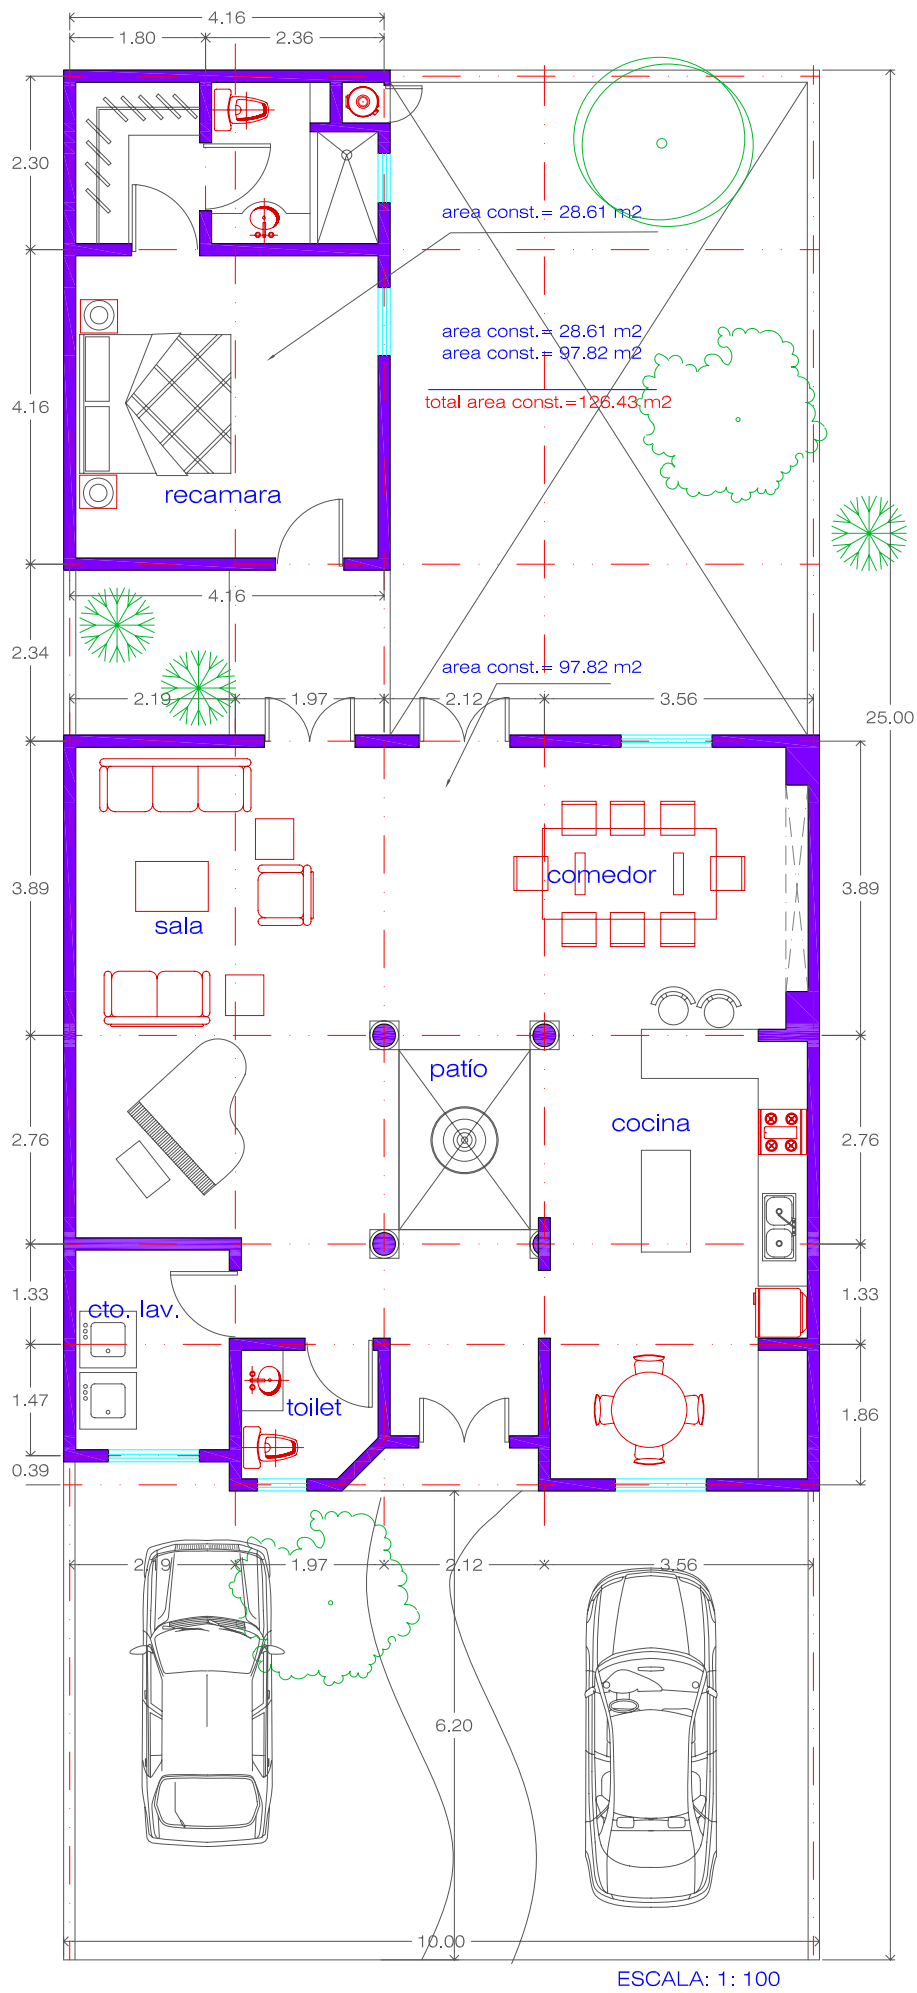 4.16
1.80 2.36
2.30
area const.= 28.61 m2
area const.= 28.61 m2
area const.= 97.82 m2
total area const.=126.43 m2
4.16
recamara
4.16
2.34
area const.= 97.82 m2
2.19 1.97 2.12 3.56
25.00
3.89 comedor 3.89
sala
patío
cocina
2.76 2.76
1.33 cto. lav. 1.33
toilet
1.47 1.86
0.39
2.19 1.97 2.12 3.56
6.20
10.00
ESCALA: 1: 100